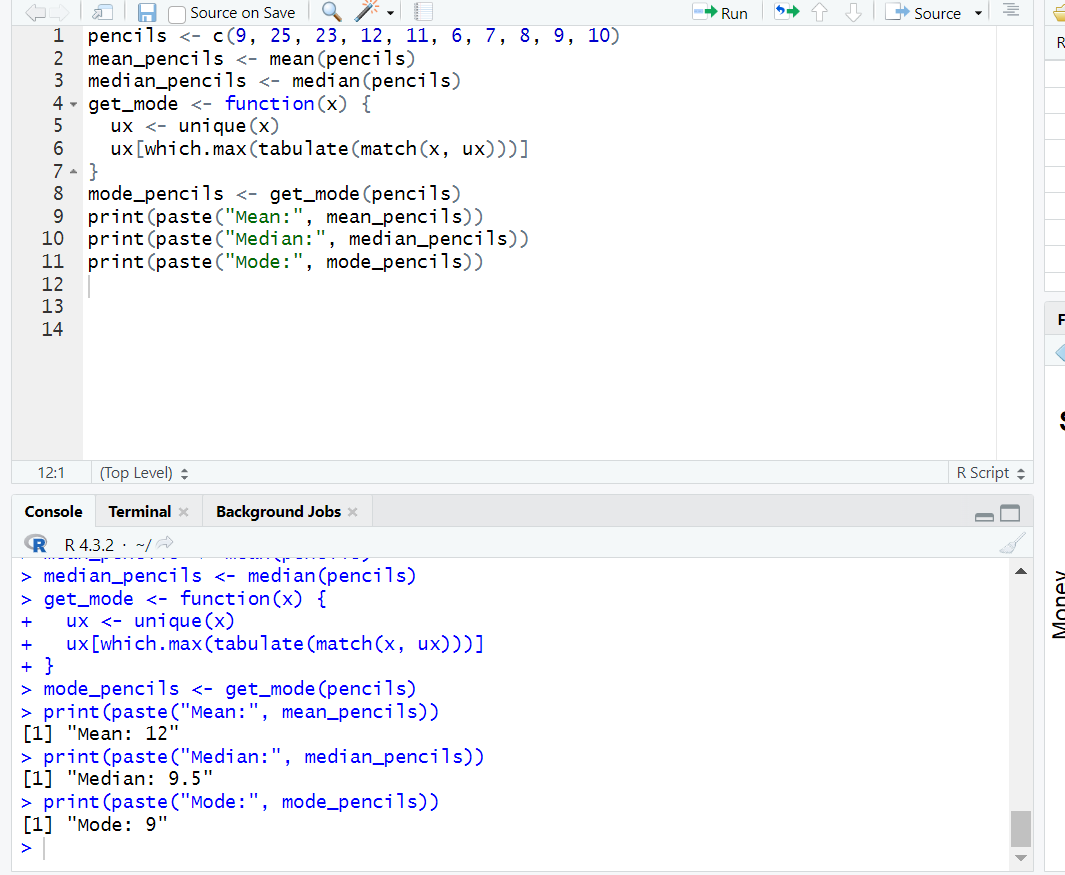 Source on Save
Run
Source
1 pencils <- c(9, 25, 23, 12, 11, 6, 7, 8, 9, 10)
2 mean_pencils <- mean(pencils)
3 median_pencils <- median(pencils)
4 get_mode <- function(x) {
5   ux <- unique(x)
6   ux[which.max(tabulate(match(x, ux)))]
7 }
8 mode_pencils <- get_mode(pencils)
9 print(paste("Mean:", mean_pencils))
10 print(paste("Median:", median_pencils))
11 print(paste("Mode:", mode_pencils))
12
13
14
12:1 (Top Level) R Script
Console Terminal Background Jobs
R 4.3.2 · ~/
> median_pencils <- median(pencils)
> get_mode <- function(x) {
+   ux <- unique(x)
+   ux[which.max(tabulate(match(x, ux)))]
+ }
> mode_pencils <- get_mode(pencils)
> print(paste("Mean:", mean_pencils))
[1] "Mean: 12"
> print(paste("Median:", median_pencils))
[1] "Median: 9.5"
> print(paste("Mode:", mode_pencils))
[1] "Mode: 9"
>
R
Money